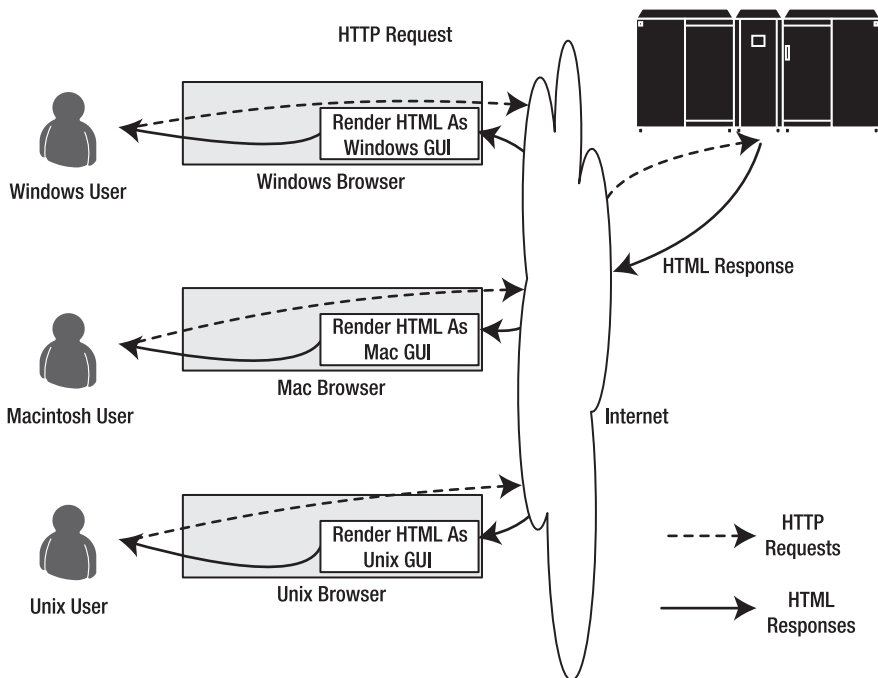 HTTP Request
Render HTML As
Windows GUI
Windows Browser
Windows User
HTML Response
Render HTML As
Mac GUI
Mac Browser
Macintosh User
Internet
Render HTML As
Unix GUI
Unix Browser
Unix User
HTTP
Requests
HTML
Responses